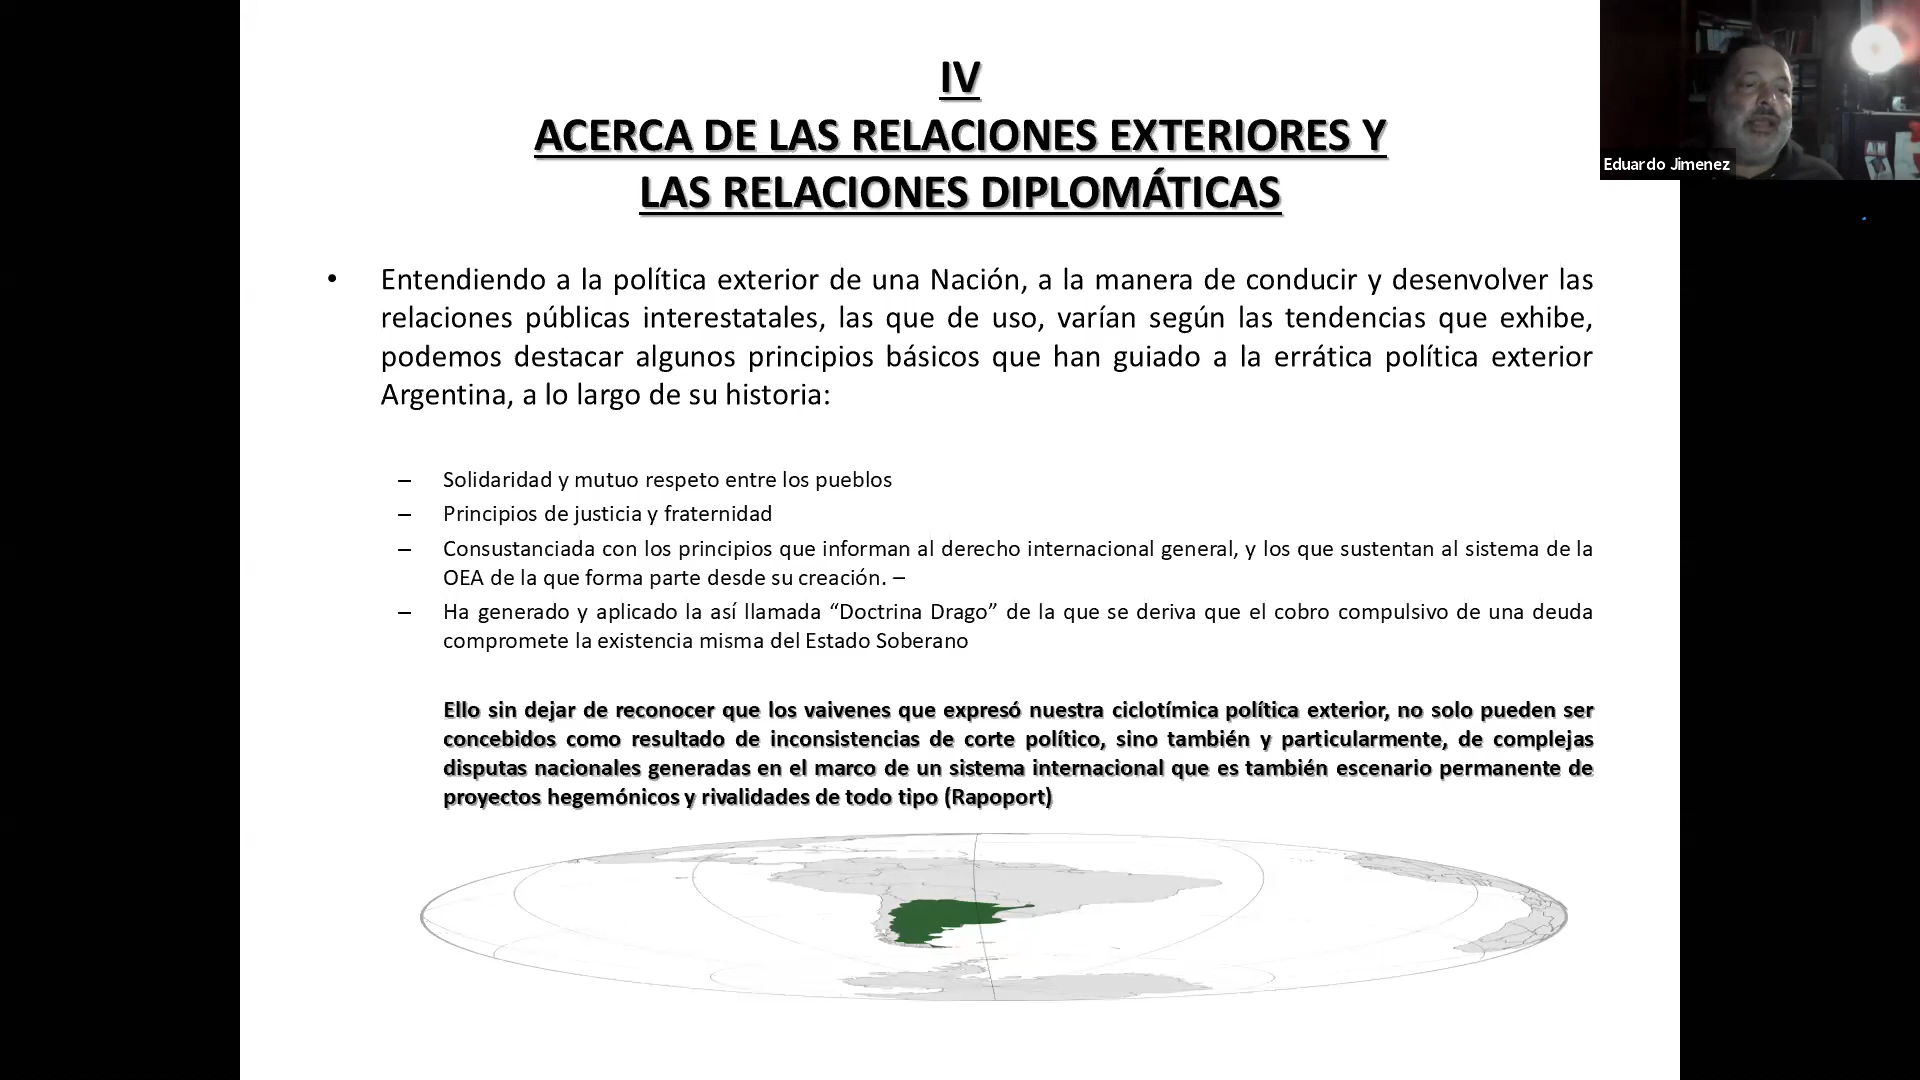 IV
ACERCA DE LAS RELACIONES EXTERIORES Y
LAS RELACIONES DIPLOMÁTICAS
• Entendiendo a la política exterior de una Nación, a la manera de conducir y desenvolver las
relaciones públicas interestatales, las que de uso, varían según las tendencias que exhibe,
podemos destacar algunos principios básicos que han guiado a la errática política exterior
Argentina, a lo largo de su historia:
– Solidaridad y mutuo respeto entre los pueblos
– Principios de justicia y fraternidad
– Consustanciada con los principios que informan al derecho internacional general, y los que sustentan al sistema de la
OEA de la que forma parte desde su creación. –
– Ha generado y aplicado la así llamada “Doctrina Drago” de la que se deriva que el cobro compulsivo de una deuda
compromete la existencia misma del Estado Soberano
Ello sin dejar de reconocer que los vaivenes que expresó nuestra ciclotímica política exterior, no solo pueden ser
concebidos como resultado de inconsistencias de corte político, sino también y particularmente, de complejas
disputas nacionales generadas en el marco de un sistema internacional que es también escenario permanente de
proyectos hegemónicos y rivalidades de todo tipo (Rapoport)
Eduardo Jimenez